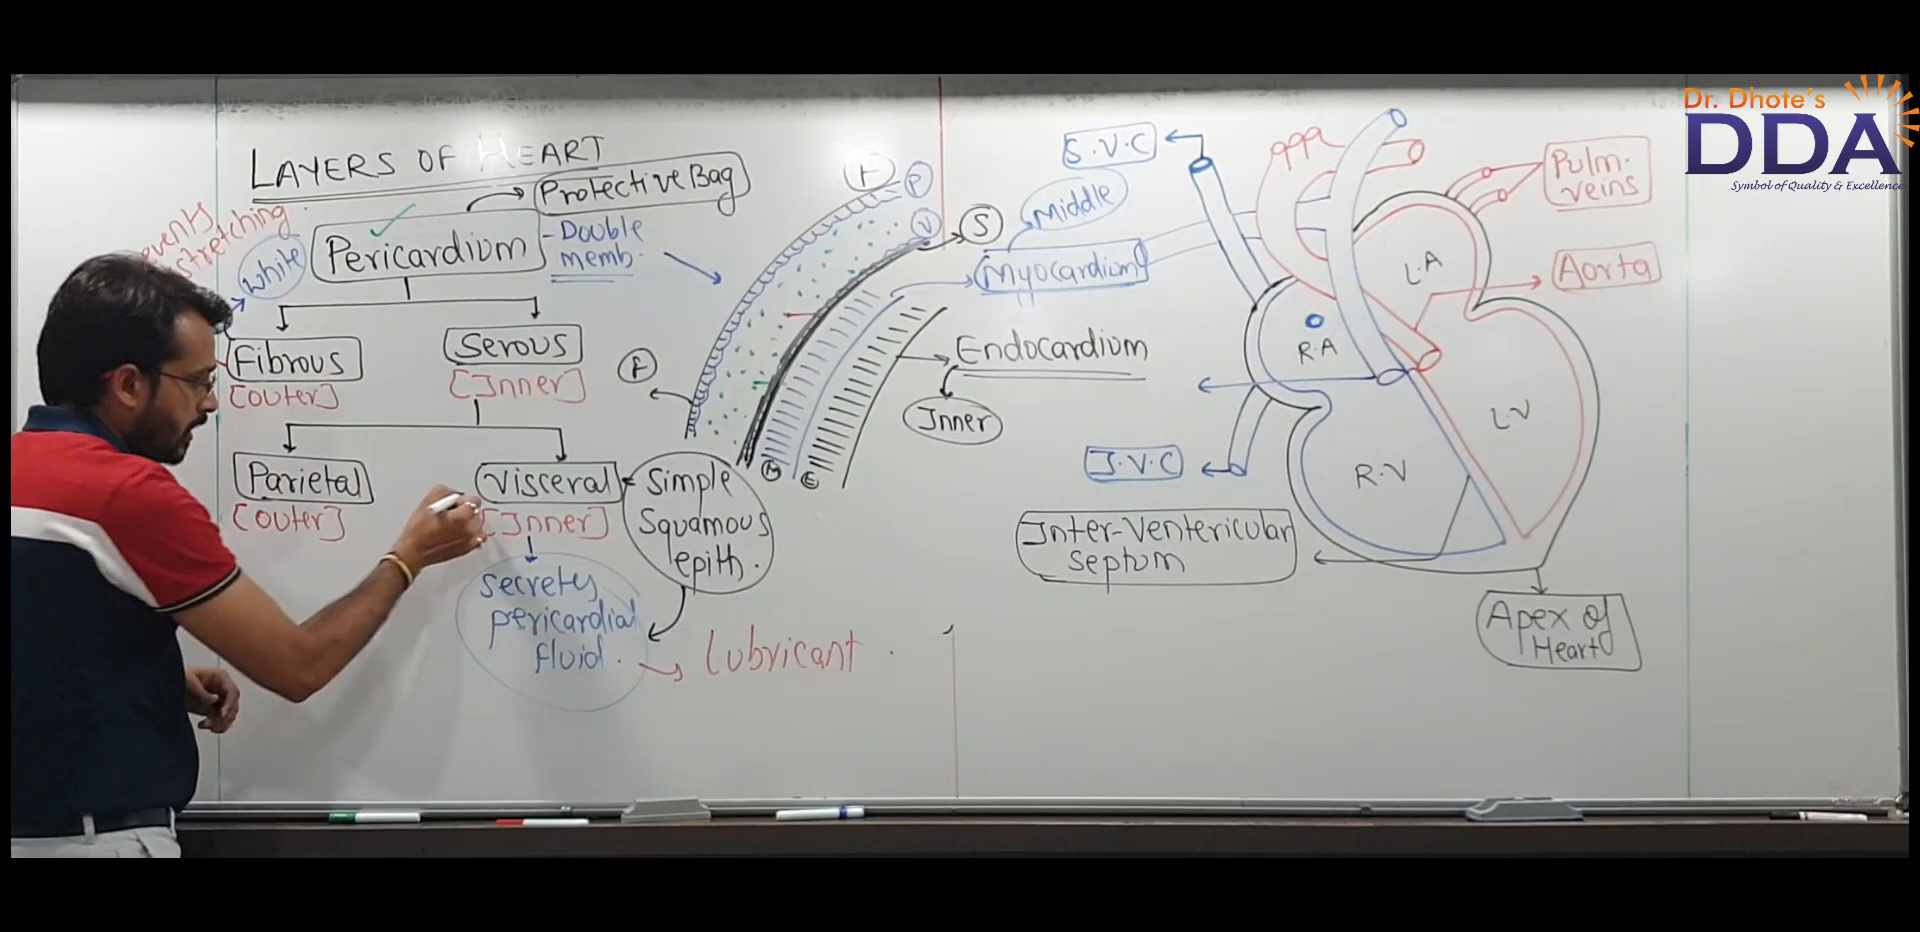 LAYERS OF HEART
Protective Bag
stretching
White
Pericardium
- Double
memb.
Fibrous
[outer]
Serous
[Inner]
Parietal
[outer]
Visceral
[Inner]
Simple
Squamous
epith.
pericardial
fluid.
Lubricant
F
P
V
S
F
M
E
Middle
Myocardium
Endocardium
Inner
S.V.C
Pulm.
veins
Aorta
L.A
R.A
L.V
R.V
I.V.C
Inter-Ventericular
septum
Apex of
Heart
Dr. Dhote's
DDA
Symbol of Quality & Excellence